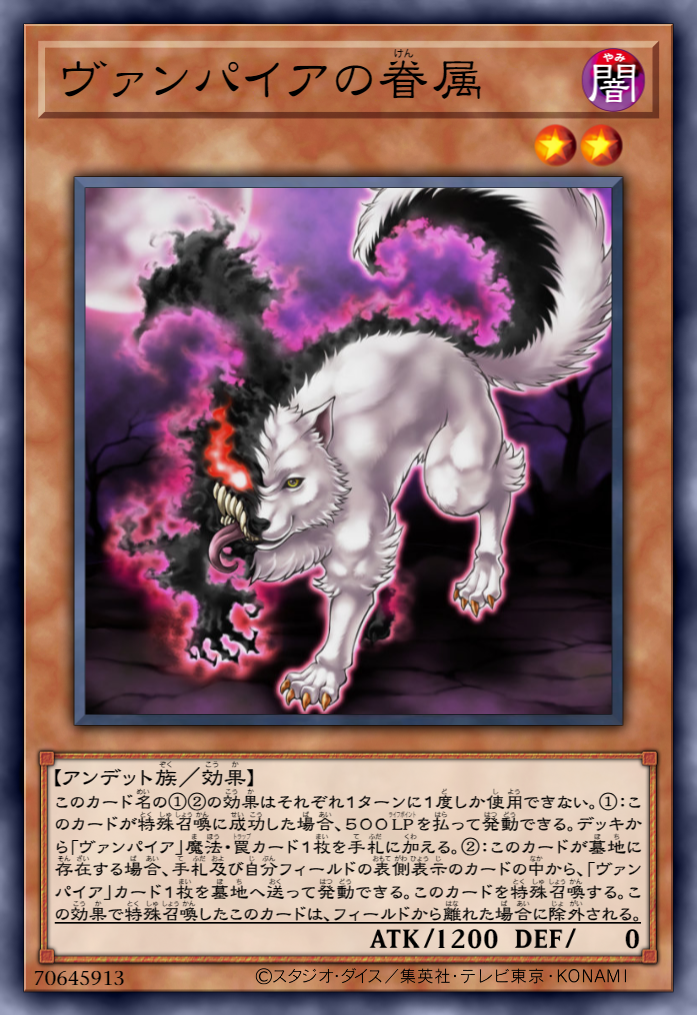 ヴァンパイアの眷属
闇
【アンデット族／効果】
このカード名の①②の効果はそれぞれ1ターンに1度しか使用できない。①：こ
のカードが特殊召喚に成功した場合、500LPを払って発動できる。デッキか
ら「ヴァンパイア」魔法・罠カード1枚を手札に加える。②：このカードが墓地に
存在する場合、手札及び自分フィールドの表側表示のカードの中から、「ヴァン
パイア」カード1枚を墓地へ送って発動できる。このカードを特殊召喚する。こ
の効果で特殊召喚したこのカードは、フィールドから離れた場合に除外される。
ATK/1200 DEF/ 0
70645913 ©スタジオ・ダイス／集英社・テレビ東京・KONAMI